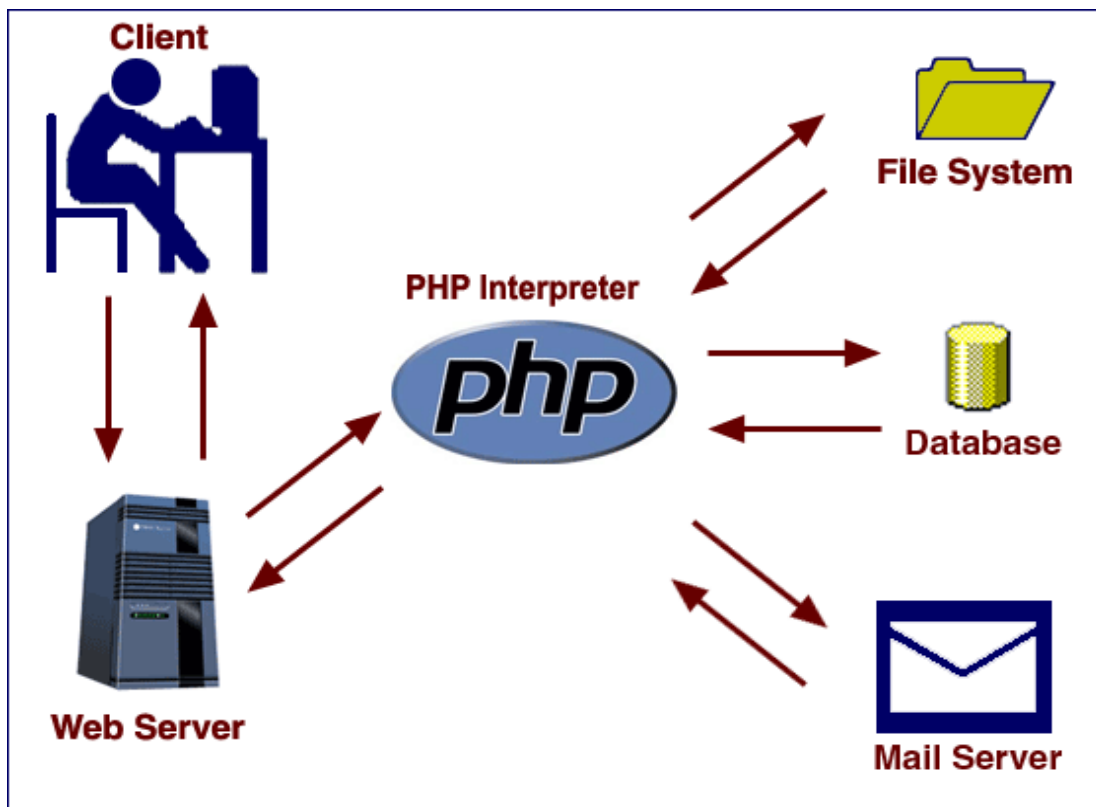 Client
File System
PHP Interpreter
php
Database
Web Server
Mail Server